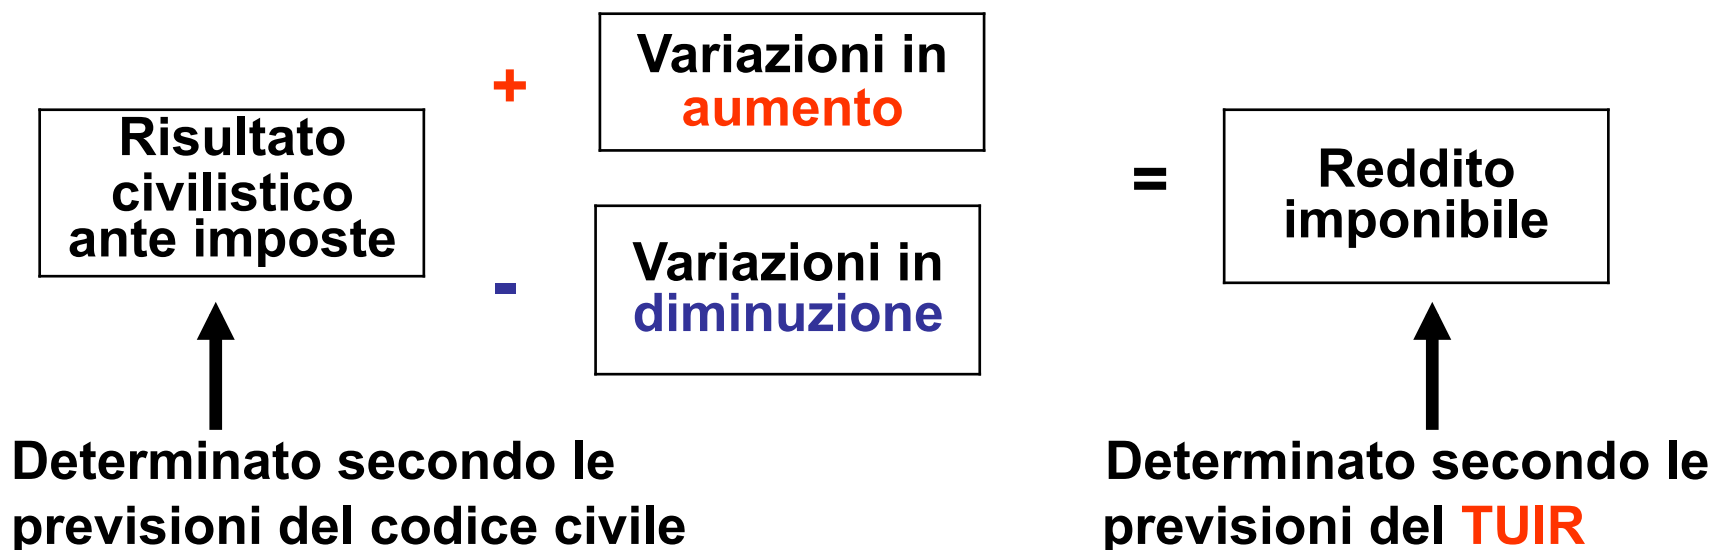 Risultato
civilistico
ante imposte
+
Variazioni in
aumento
-
Variazioni in
diminuzione
=
Reddito
imponibile
Determinato secondo le
previsioni del codice civile
Determinato secondo le
previsioni del TUIR